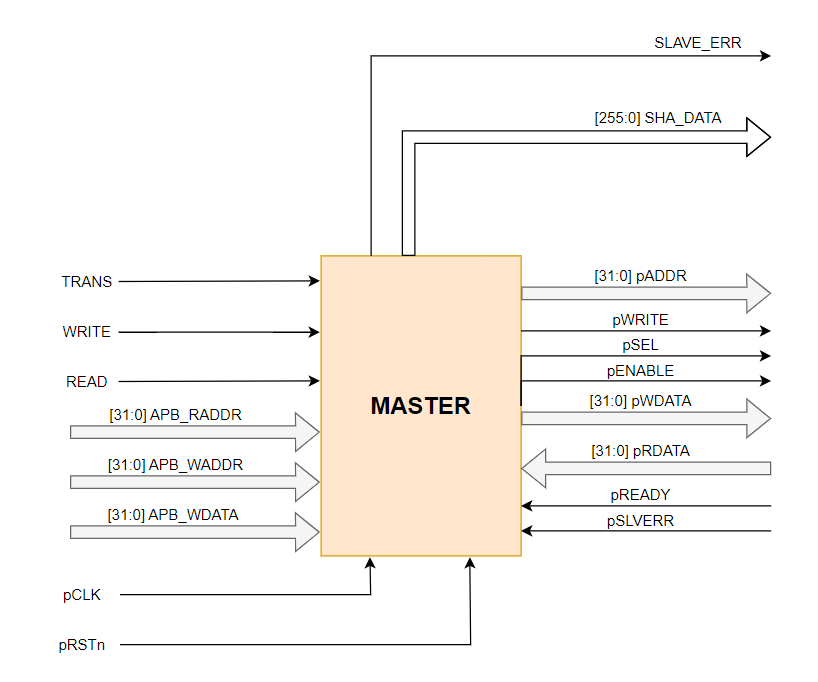 SLAVE_ERR
[255:0] SHA_DATA
TRANS
WRITE
READ
[31:0] APB_RADDR
[31:0] APB_WADDR
[31:0] APB_WDATA
pCLK
pRSTn
MASTER
[31:0] pADDR
pWRITE
pSEL
pENABLE
[31:0] pWDATA
[31:0] pRDATA
pREADY
pSLVERR